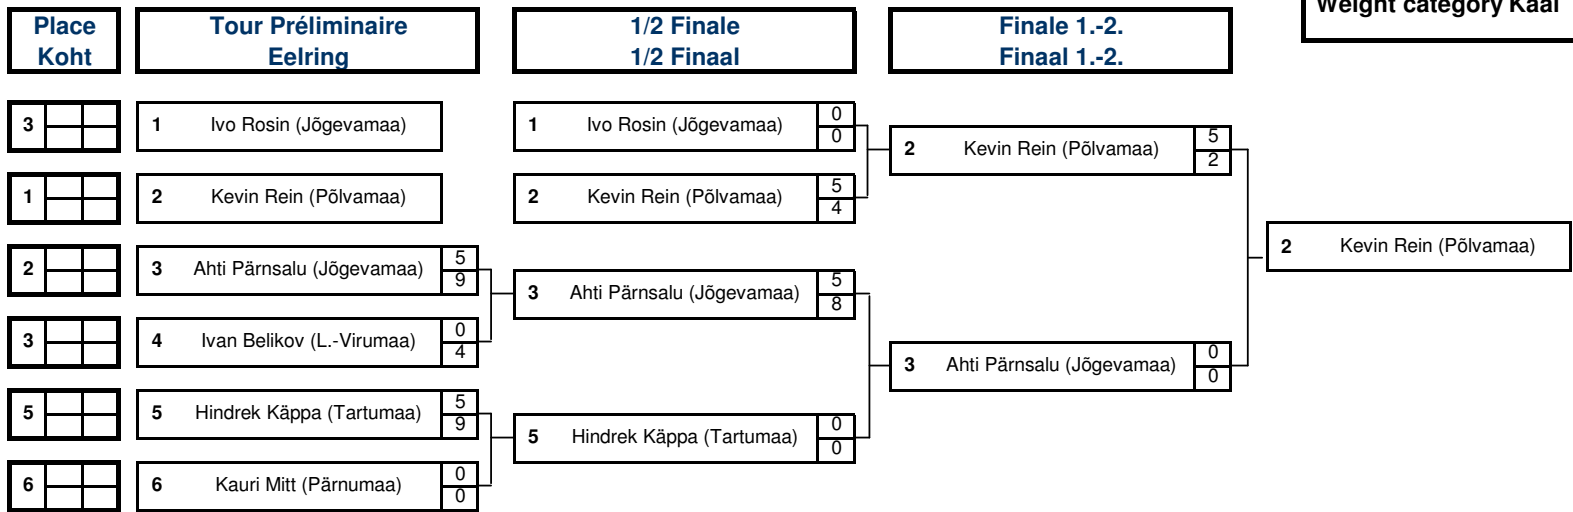 Weight category Kaal
Place Tour Préliminaire 1/2 Finale Finale 1.-2.
Koht Eelring 1/2 Finaal Finaal 1.-2.
3 1 Ivo Rosin (Jõgevamaa) 1 Ivo Rosin (Jõgevamaa) 0
0
2 Kevin Rein (Põlvamaa) 5
2
1 2 Kevin Rein (Põlvamaa) 2 Kevin Rein (Põlvamaa) 5
4
2 Kevin Rein (Põlvamaa)
2 3 Ahti Pärnsalu (Jõgevamaa) 5
9
3 Ahti Pärnsalu (Jõgevamaa) 5
8
3 4 Ivan Belikov (L.-Virumaa) 0
4
3 Ahti Pärnsalu (Jõgevamaa) 0
0
5 5 Hindrek Käppa (Tartumaa) 5
9
5 Hindrek Käppa (Tartumaa) 0
0
6 6 Kauri Mitt (Pärnumaa) 0
0